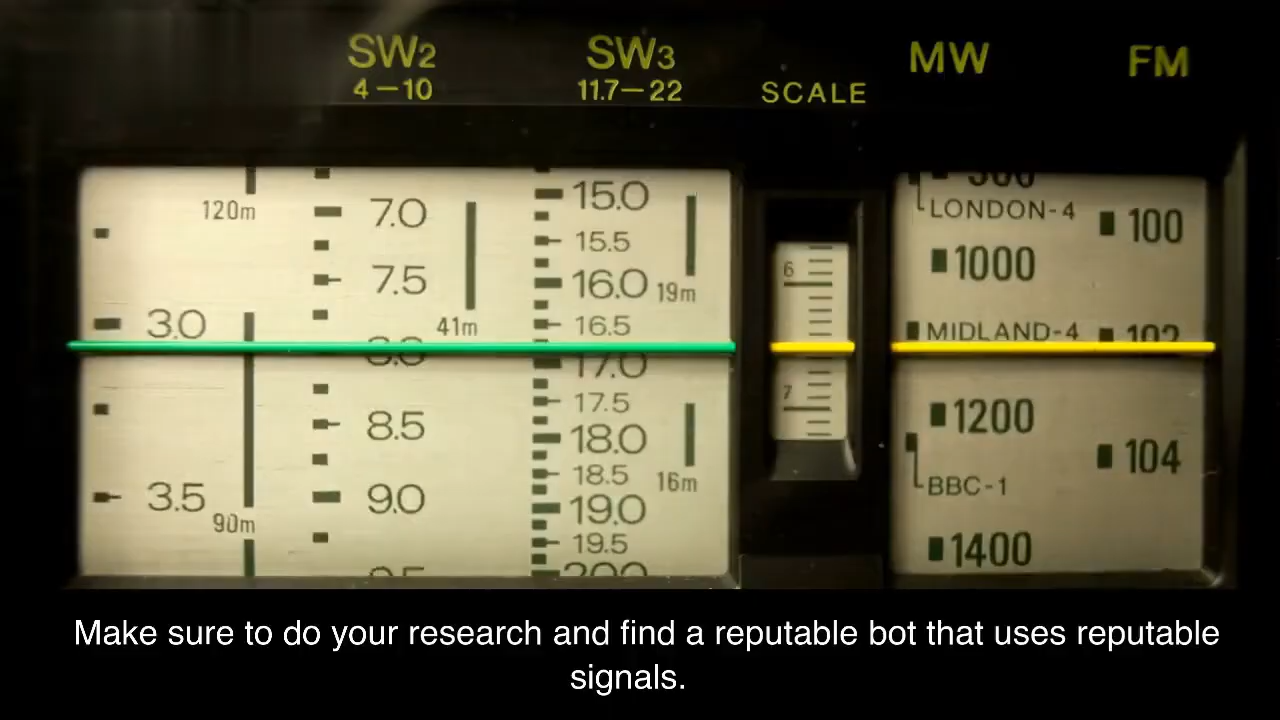 SW2
4–10
SW3
11.7–22
SCALE
MW
FM
120m
3.0
3.5
90m
7.0
7.5
8.5
9.0
41m
15.0
15.5
16.0
16.5
17.0
17.5
18.0
18.5
19.0
19.5
19m
16m
6
7
LONDON-4
1000
MIDLAND-4
1200
BBC-1
1400
100
102
104
Make sure to do your research and find a reputable bot that uses reputable
signals.